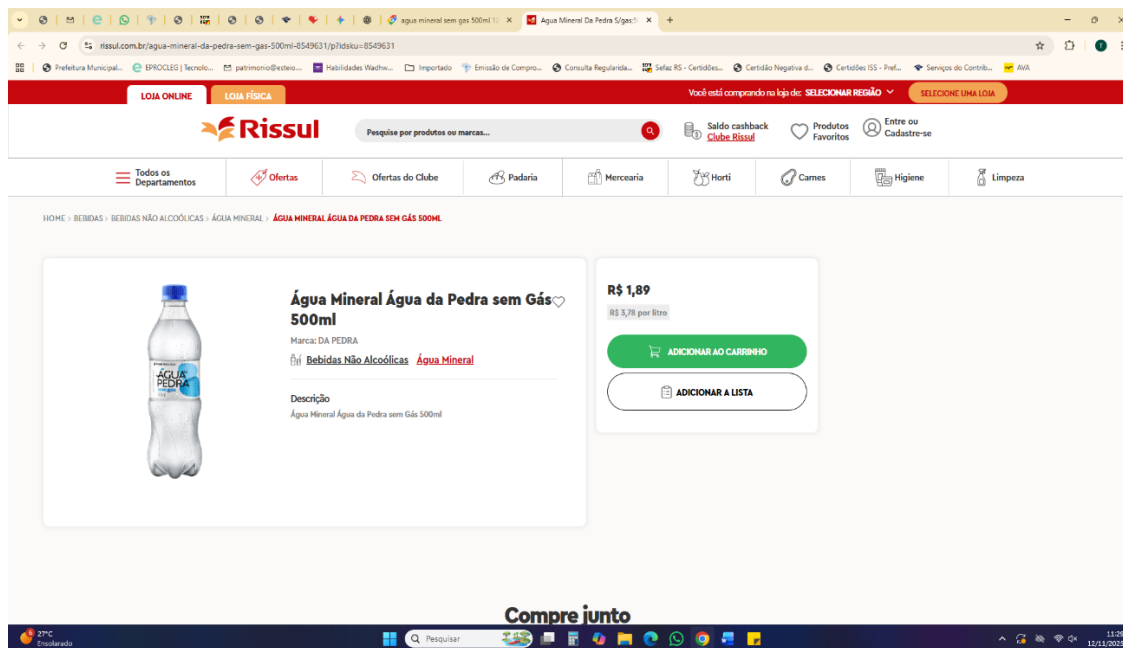 agua mineral sem gas 500ml 12
Agua Mineral Da Pedra S/gas;5
rissul.com.br/agua-mineral-da-pedra-sem-gas-500ml-8549631/p?idsku=8549631
Prefeitura Municipal... EPROCLEG | Tecnolo... patrimonio@esteio... Habilidades Wadhw... Importado Emissão de Compro... Consulta Regularida... Sefaz RS - Certidões... Certidão Negativa d... Certidões ISS - Pref... Serviços do Contrib... AVA
LOJA ONLINE LOJA FÍSICA Você está comprando na loja de: SELECIONAR REGIÃO SELECIONE UMA LOJA
Rissul
Pesquise por produtos ou marcas...
Saldo cashback
Clube Rissul
Produtos
Favoritos
Entre ou
Cadastre-se
Todos os
Departamentos
Ofertas Ofertas do Clube Padaria Mercearia Horti Carnes Higiene Limpeza
HOME > BEBIDAS > BEBIDAS NÃO ALCOÓLICAS > ÁGUA MINERAL > ÁGUA MINERAL ÁGUA DA PEDRA SEM GÁS 500ML
ÁGUA
PEDRA
Água Mineral Água da Pedra sem Gás
500ml
Marca: DA PEDRA
Bebidas Não Alcoólicas Água Mineral
Descrição
Água Mineral Água da Pedra sem Gás 500ml
R$ 1,89
R$ 3,78 por litro
ADICIONAR AO CARRINHO
ADICIONAR A LISTA
Compre junto
27°C
Ensolarado
Pesquisar
11:29